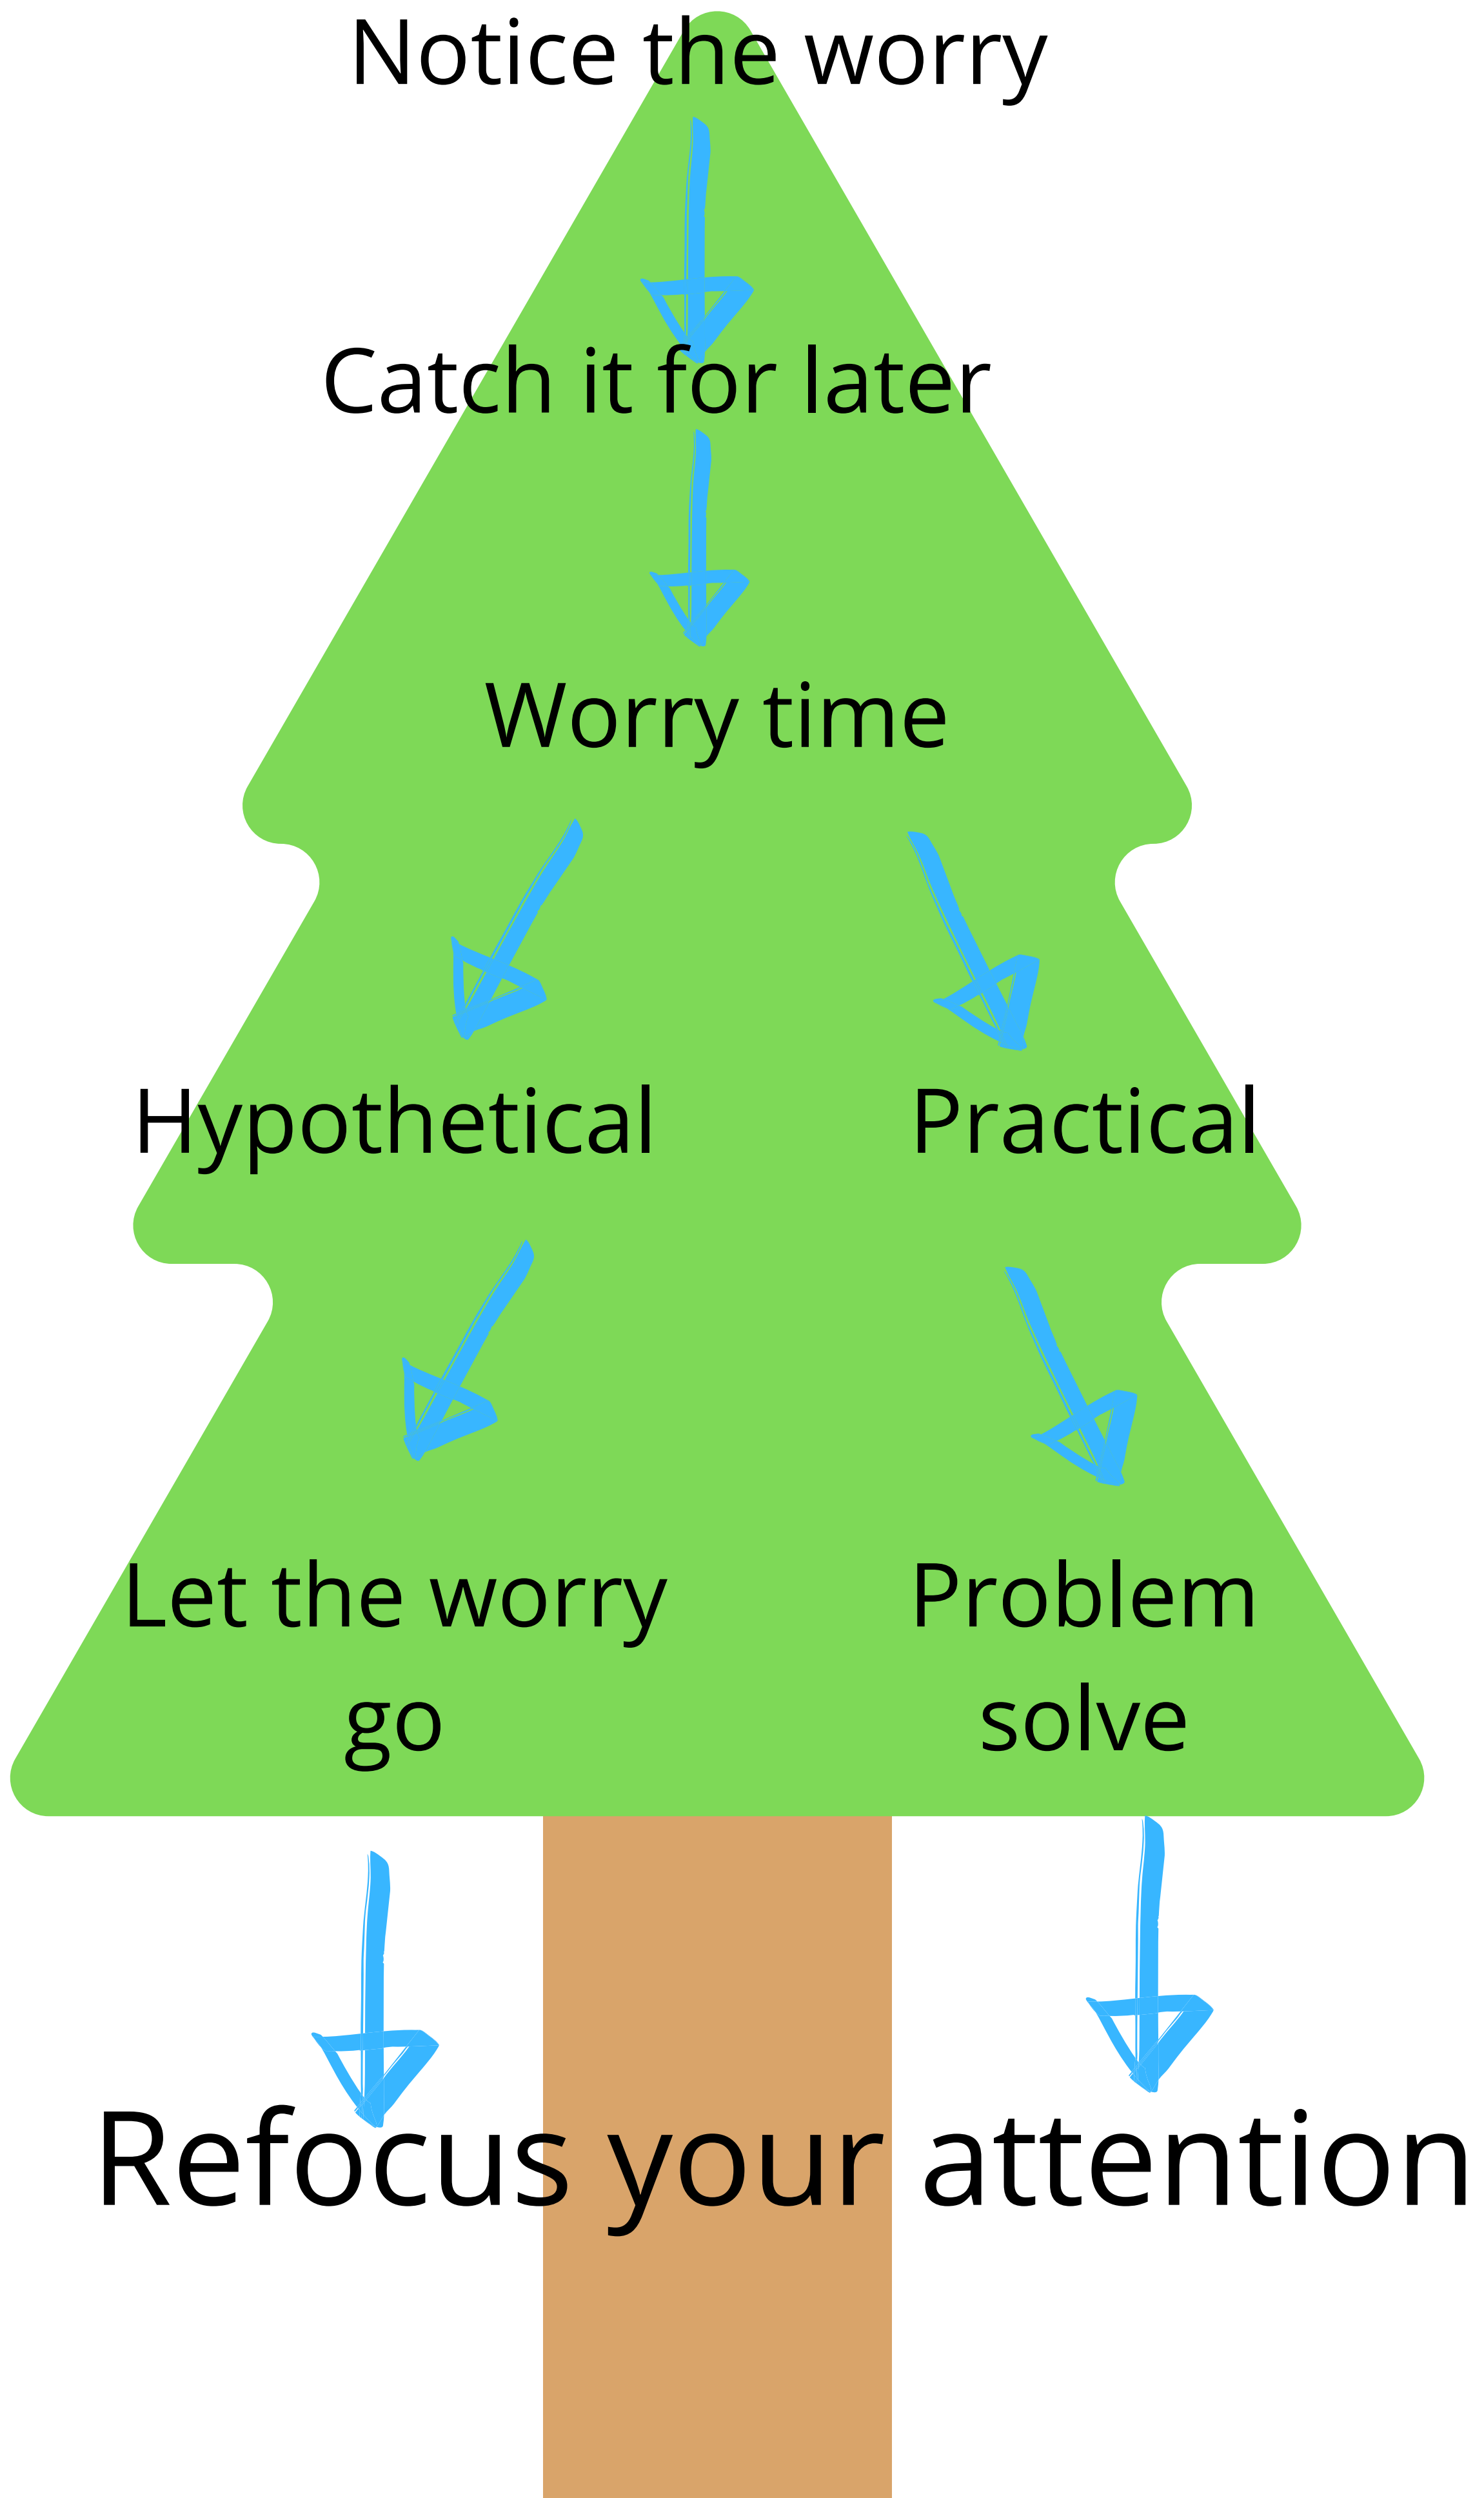 Notice the worry
Catch it for later
Worry time
Hypothetical
Practical
Let the worry
go
Problem
solve
Refocus your attention